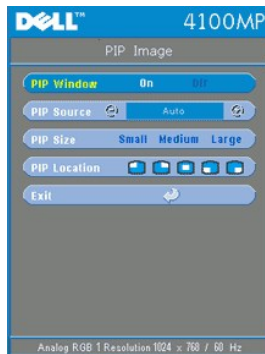 DELL™ 4100MP
PIP Image
PIP Window On Off
PIP Source Auto
PIP Size Small Medium Large
PIP Location
Exit
Analog RGB 1 Resolution 1024 x 768 / 60 Hz